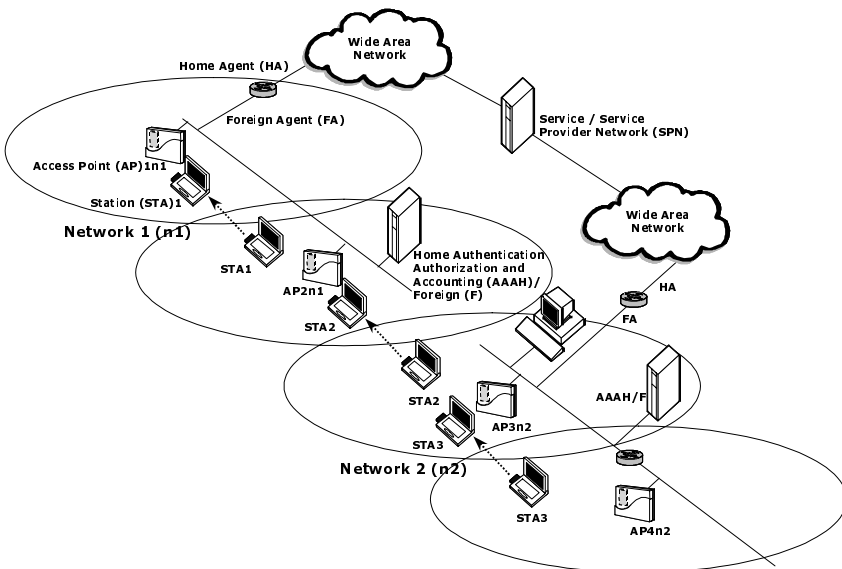 Wide Area
Network
Home Agent (HA)
Foreign Agent (FA)
Service / Service
Provider Network (SPN)
Access Point (AP)1n1
Station (STA)1
Network 1 (n1)
Wide Area
Network
STA1
Home Authentication
Authorization and
Accounting (AAAH)/
Foreign (F)
AP2n1
HA
STA2
FA
STA2
AAAH/F
AP3n2
STA3
Network 2 (n2)
STA3
AP4n2